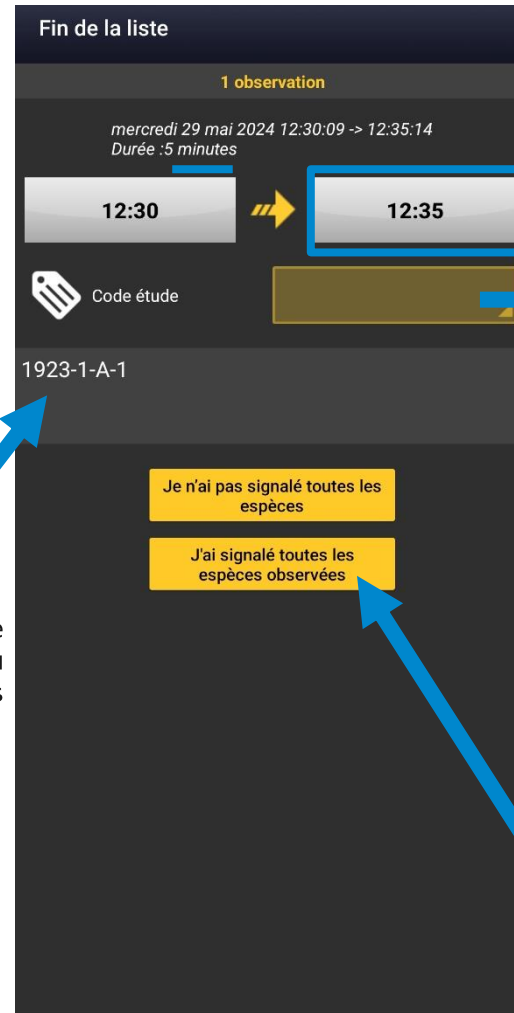 Fin de la liste
1 observation
mercredi 29 mai 2024 12:30:09 -> 12:35:14
Durée :5 minutes
12:30
12:35
Code étude
1923-1-A-1
Je n'ai pas signalé toutes les
espèces
J'ai signalé toutes les
espèces observées